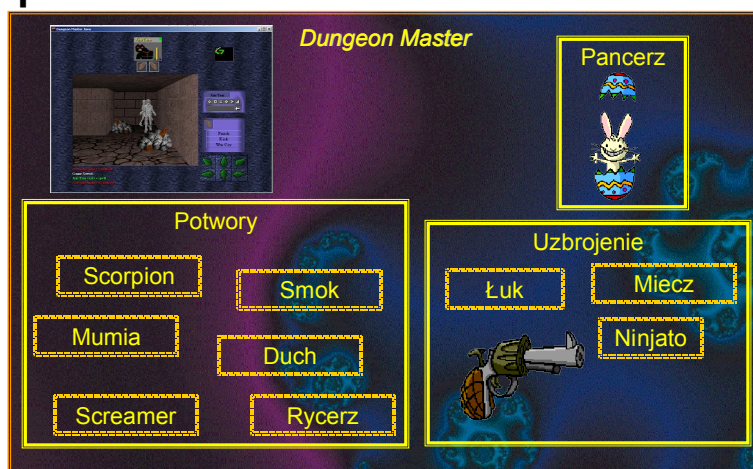 Dungeon Master
Pancerz
Potwory
Scorpion
Smok
Mumia
Duch
Screamer
Rycerz
Uzbrojenie
Łuk
Miecz
Ninjato